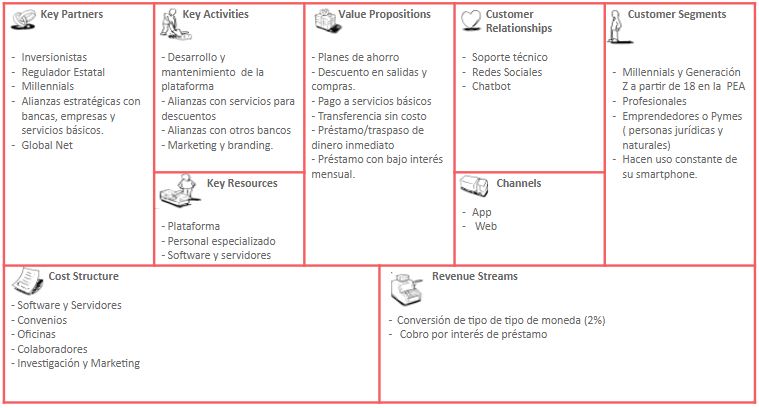 Key Partners
- Inversionistas
- Regulador Estatal
- Millennials
- Alianzas estratégicas con
bancas, empresas y
servicios básicos.
- Global Net
Key Activities
- Desarrollo y
mantenimiento de la
plataforma
- Alianzas con servicios para
descuentos
- Alianzas con otros bancos
- Marketing y branding.
Key Resources
- Plataforma
- Personal especializado
- Software y servidores
Value Propositions
- Planes de ahorro
- Descuento en salidas y
compras.
- Pago a servicios básicos
- Transferencia sin costo
- Préstamo/traspaso de
dinero inmediato
- Préstamo con bajo interés
mensual.
Customer
Relationships
- Soporte técnico
- Redes Sociales
- Chatbot
Channels
- App
- Web
Customer Segments
- Millennials y Generación
Z a partir de 18 en la PEA
- Profesionales
- Emprendedores o Pymes
( personas jurídicas y
naturales)
- Hacen uso constante de
su smartphone.
Cost Structure
- Software y Servidores
- Convenios
- Oficinas
- Colaboradores
- Investigación y Marketing
Revenue Streams
- Conversión de tipo de tipo de moneda (2%)
- Cobro por interés de préstamo